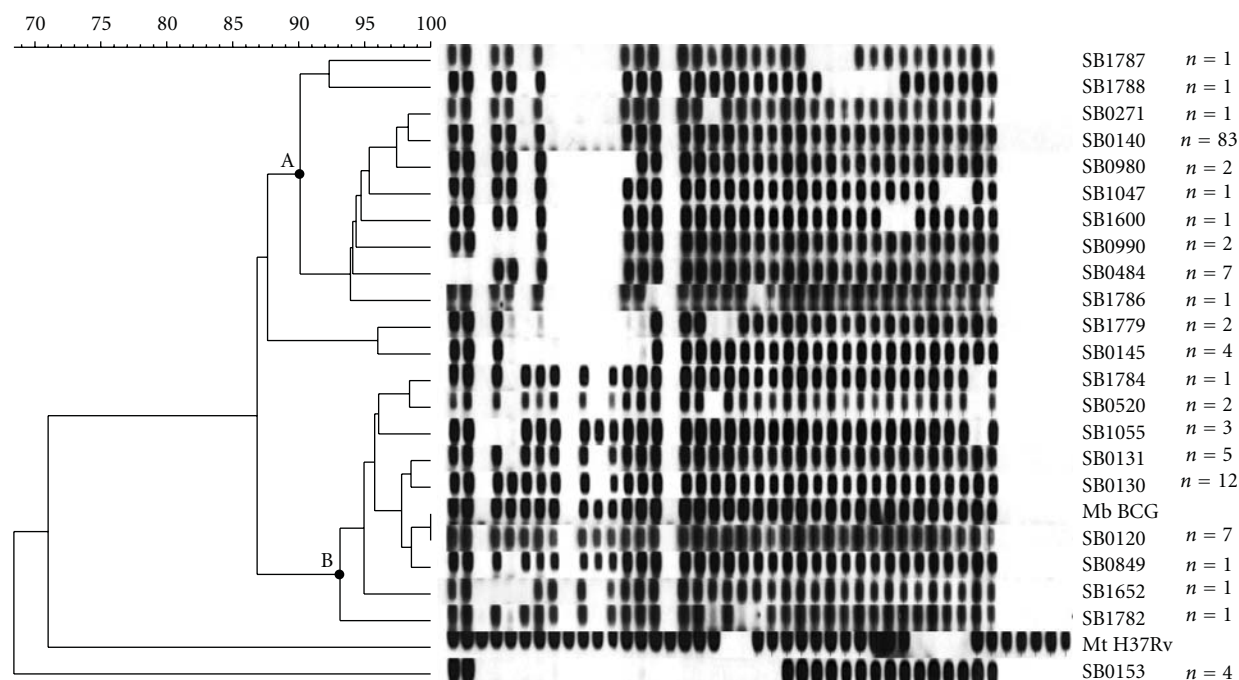 70 75 80 85 90 95 100
SB1787 n = 1
SB1788 n = 1
SB0271 n = 1
SB0140 n = 83
A
SB0980 n = 2
SB1047 n = 1
SB1600 n = 1
SB0990 n = 2
SB0484 n = 7
SB1786 n = 1
SB1779 n = 2
SB0145 n = 4
SB1784 n = 1
SB0520 n = 2
SB1055 n = 3
SB0131 n = 5
SB0130 n = 12
Mb BCG
SB0120 n = 7
B
SB0849 n = 1
SB1652 n = 1
SB1782 n = 1
Mt H37Rv
SB0153 n = 4